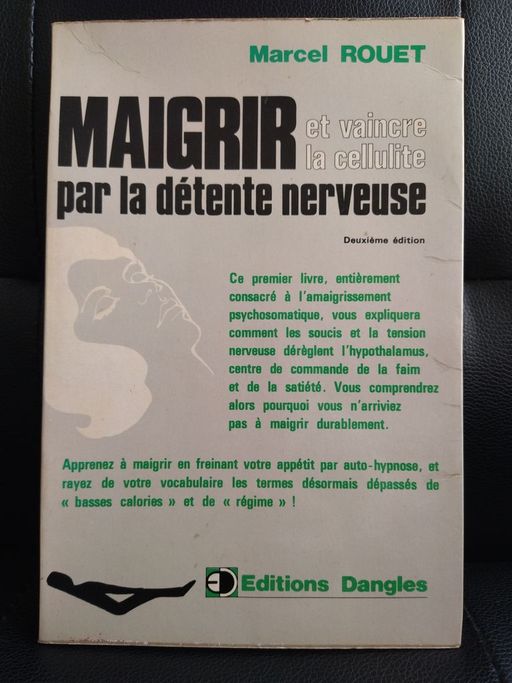 Marcel ROUET
MAIGRIR et vaincre
la cellulite
par la détente nerveuse
Deuxième édition
Ce premier livre, entièrement
consacré à l'amaigrissement
psychosomatique, vous expliquera
comment les soucis et la tension
nerveuse dérèglent l'hypothalamus,
centre de commande de la faim
et de la satiété. Vous comprendrez
alors pourquoi vous n'arriviez
pas à maigrir durablement.
Apprenez à maigrir en freinant votre appétit par auto-hypnose, et
rayez de votre vocabulaire les termes désormais dépassés de
« basses calories » et de « régime » !
ED Editions Dangles